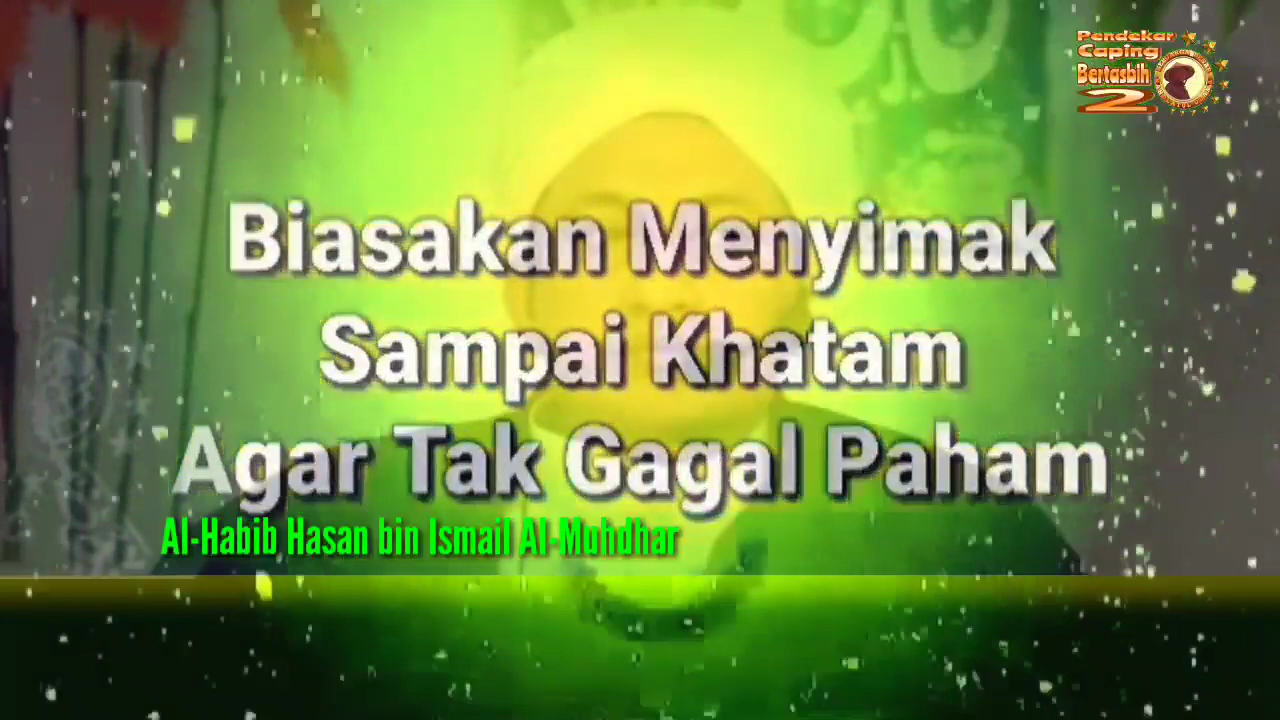 Pendekar
Caping
Bertasbih
2
Biasakan Menyimak
Sampai Khatam
Agar Tak Gagal Paham
Al-Habib Hasan bin Ismail Al-Muhdhar